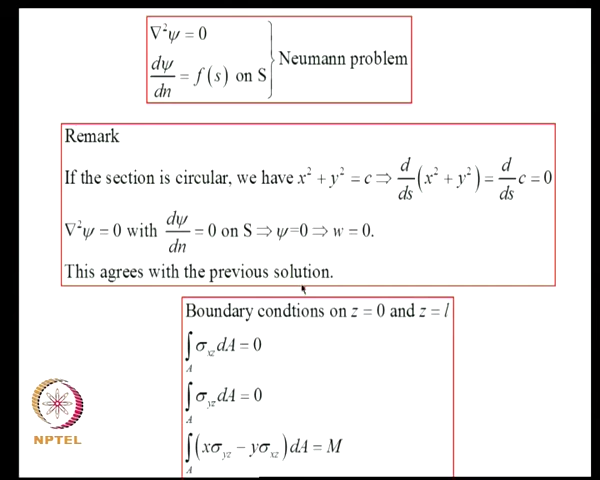 ∇²ψ = 0
dψ/dn = f(s) on S } Neumann problem
Remark
If the section is circular, we have x² + y² = c ⇒ d/ds (x² + y²) = d/ds c = 0
∇²ψ = 0 with dψ/dn = 0 on S ⇒ ψ=0 ⇒ w = 0.
This agrees with the previous solution.
Boundary condtions on z = 0 and z = l
∫_A σ_xz dA = 0
∫_A σ_yz dA = 0
∫_A (xσ_yz − yσ_xz) dA = M
NPTEL